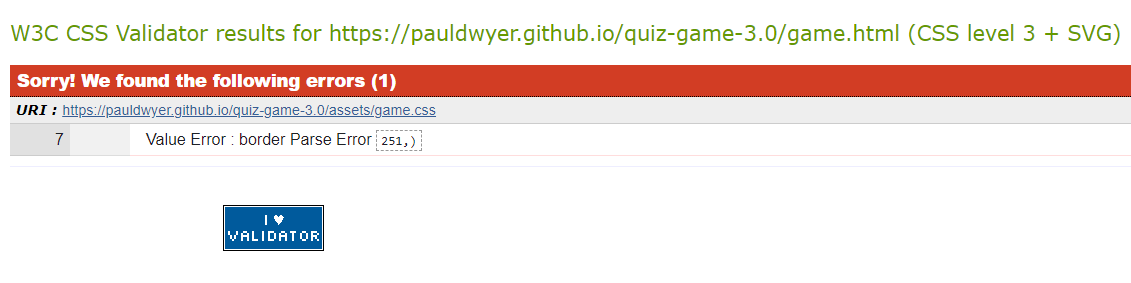 W3C CSS Validator results for https://pauldwyer.github.io/quiz-game-3.0/game.html (CSS level 3 + SVG)
Sorry! We found the following errors (1)
URI : https://pauldwyer.github.io/quiz-game-3.0/assets/game.css
7 Value Error : border Parse Error 251,)
I ♥
VALIDATOR